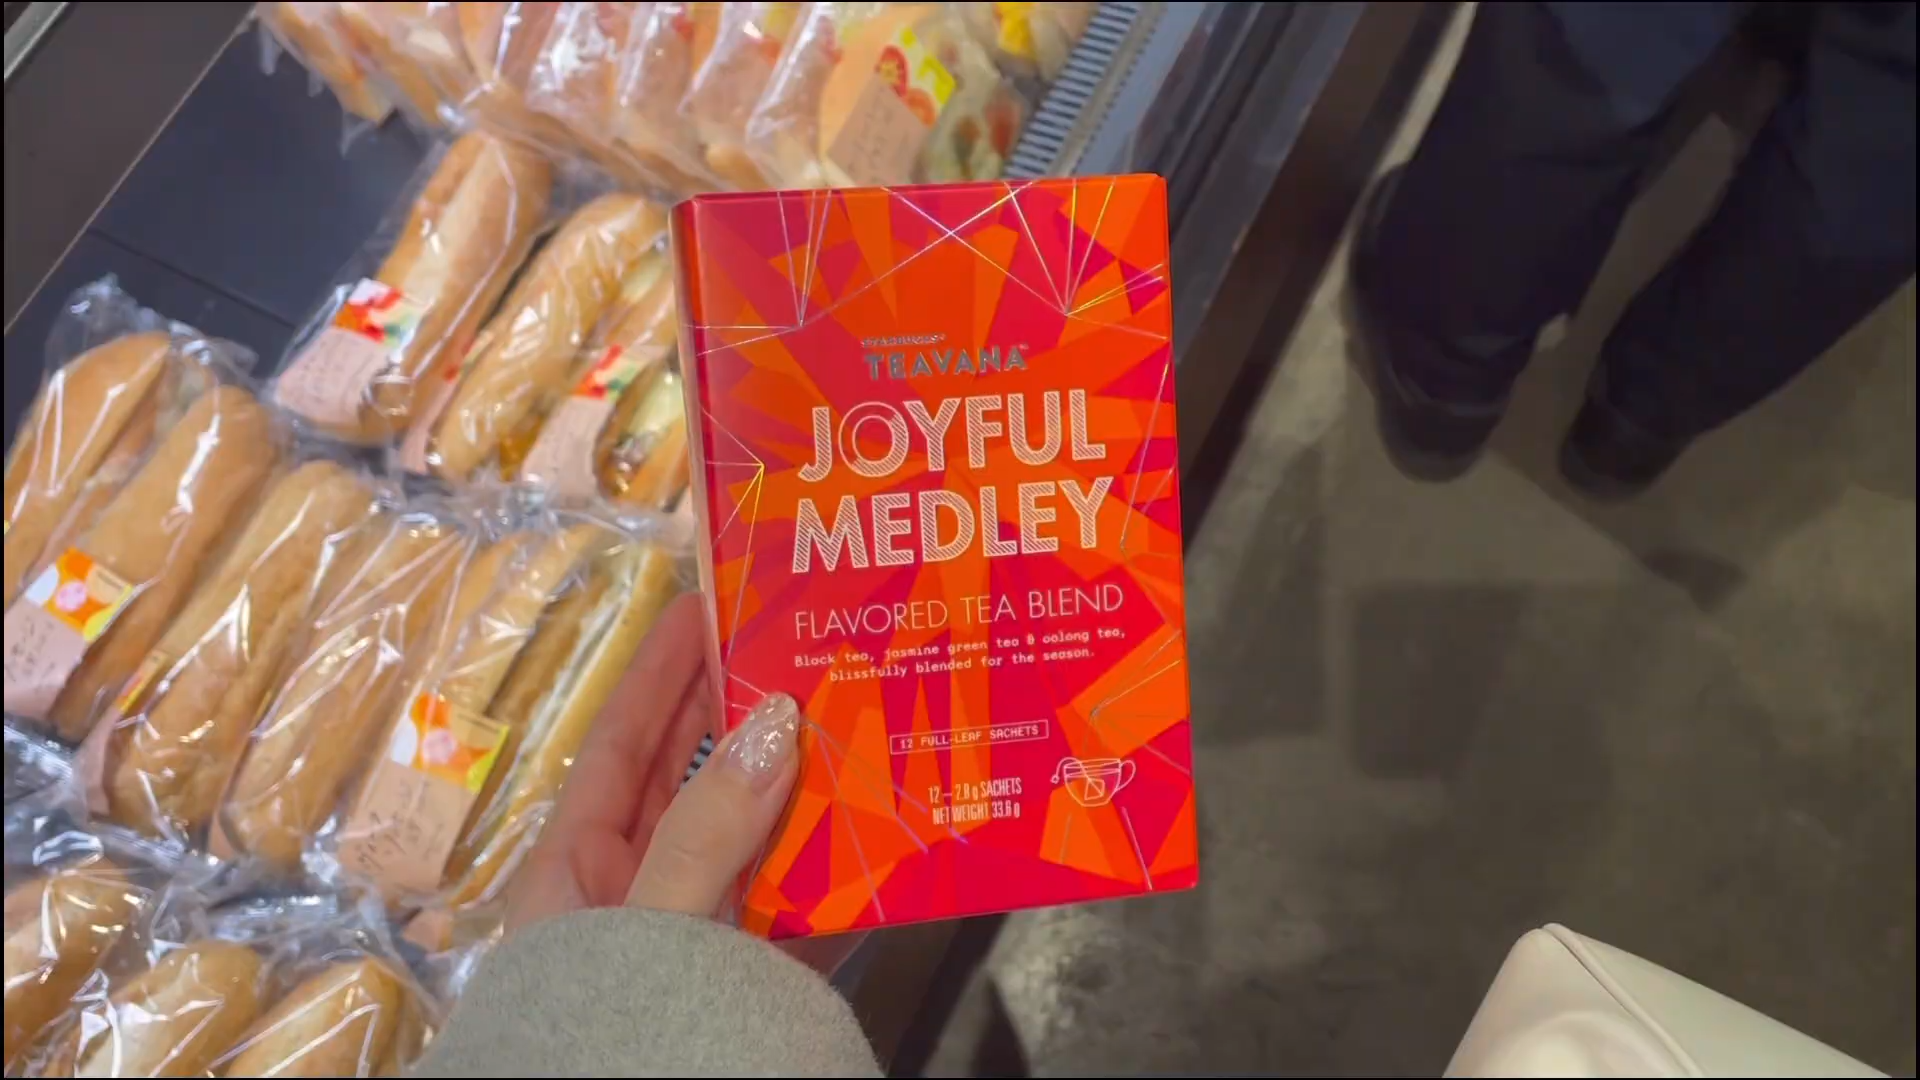 STARBUCKS®
TEAVANA™
JOYFUL
MEDLEY
FLAVORED TEA BLEND
Black tea, jasmine green tea & oolong tea,
blissfully blended for the season.
12 FULL-LEAF SACHETS
12 – 2.8 g SACHETS
NET WEIGHT 33.6 g